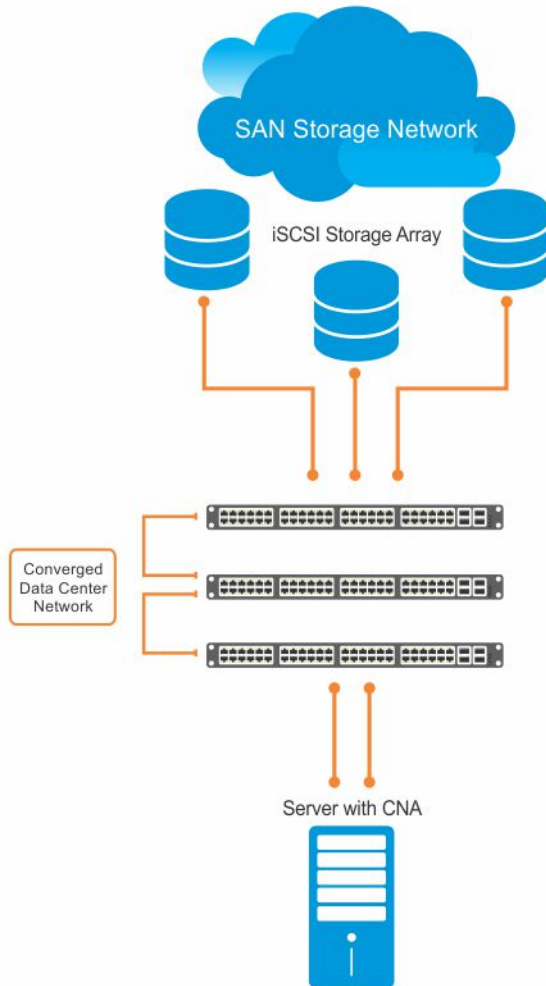 SAN Storage Network
iSCSI Storage Array
Converged
Data Center
Network
Server with CNA